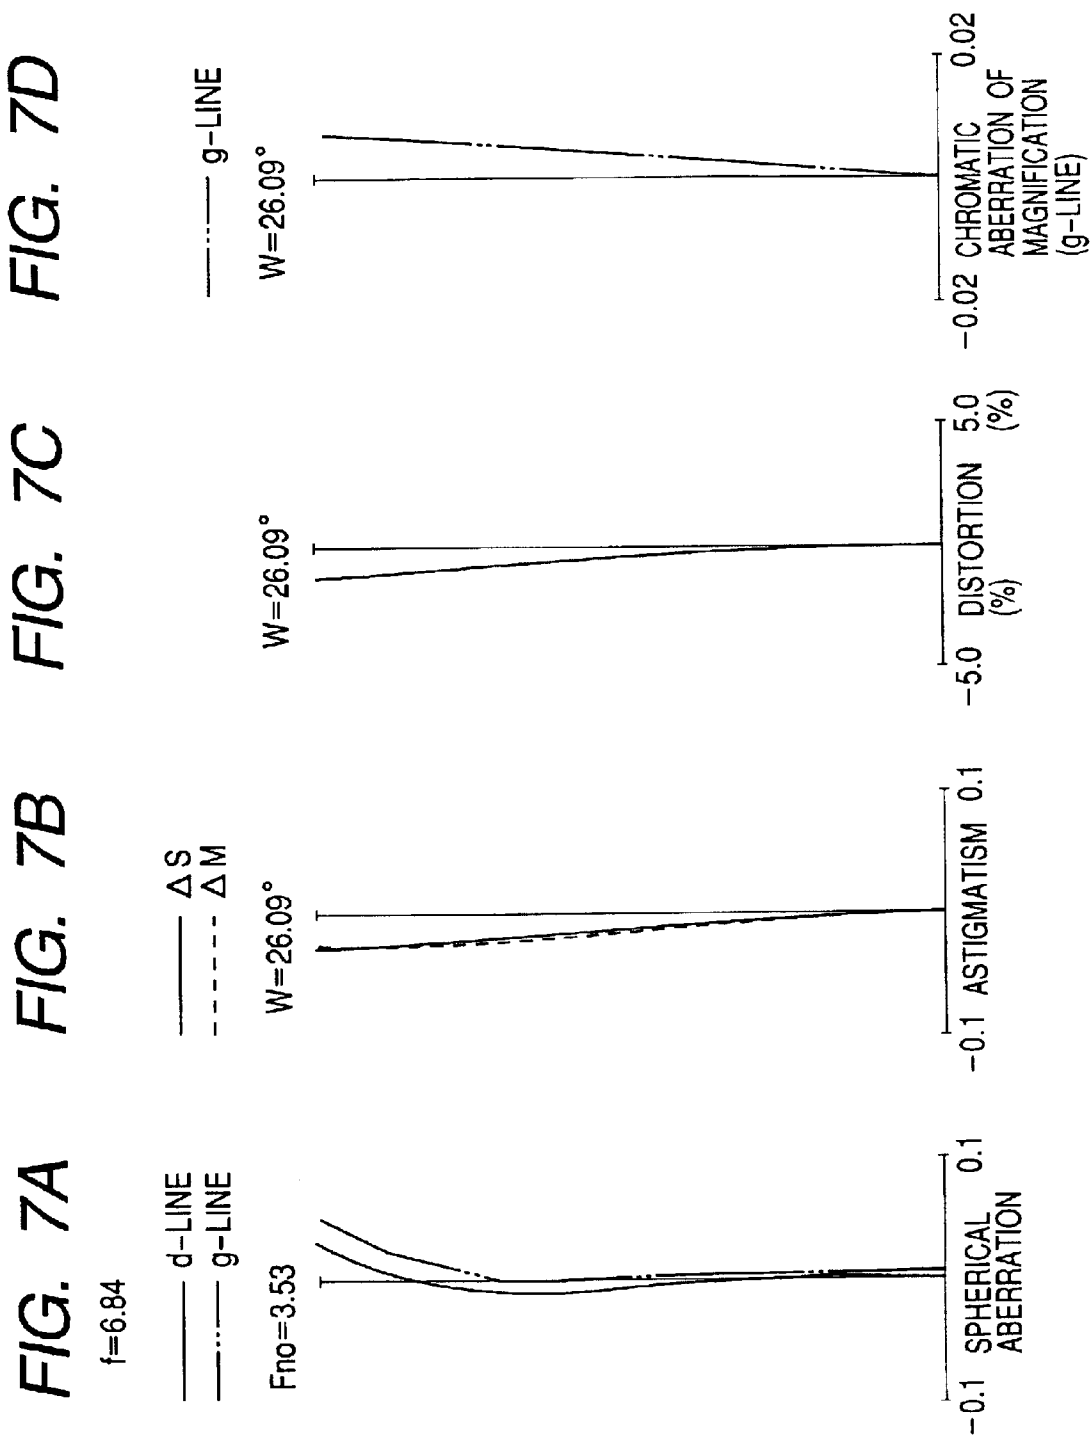 FIG. 7A
f=6.84
d-LINE
g-LINE
Fno=3.53
-0.1 SPHERICAL 0.1
ABERRATION
FIG. 7B
ΔS
ΔM
W=26.09°
-0.1 ASTIGMATISM 0.1
FIG. 7C
W=26.09°
-5.0 DISTORTION 5.0
(%) (%)
FIG. 7D
g-LINE
W=26.09°
-0.02 CHROMATIC 0.02
ABERRATION OF
MAGNIFICATION
(g-LINE)